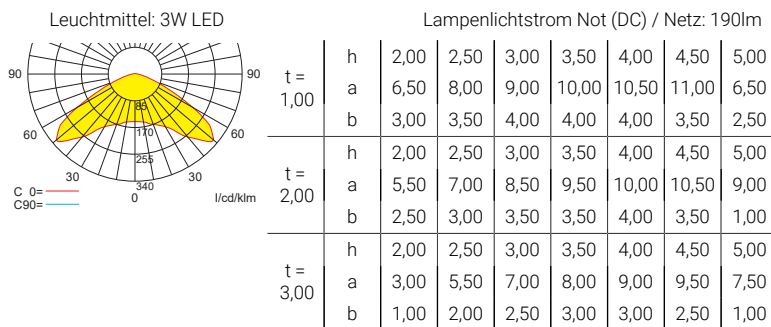 Leuchtmittel: 3W LED
Lampenlichtstrom Not (DC) / Netz: 190lm
90
90
60
60
30
30
0
85
170
255
340
C 0=
C90=
l/cd/klm
t = 1,00
h 2,00 2,50 3,00 3,50 4,00 4,50 5,00
a 6,50 8,00 9,00 10,00 10,50 11,00 6,50
b 3,00 3,50 4,00 4,00 4,00 3,50 2,50
t = 2,00
h 2,00 2,50 3,00 3,50 4,00 4,50 5,00
a 5,50 7,00 8,50 9,50 10,00 10,50 9,00
b 2,50 3,00 3,50 3,50 4,00 3,50 1,00
t = 3,00
h 2,00 2,50 3,00 3,50 4,00 4,50 5,00
a 3,00 5,50 7,00 8,00 9,00 9,50 7,50
b 1,00 2,00 2,50 3,00 3,00 2,50 1,00